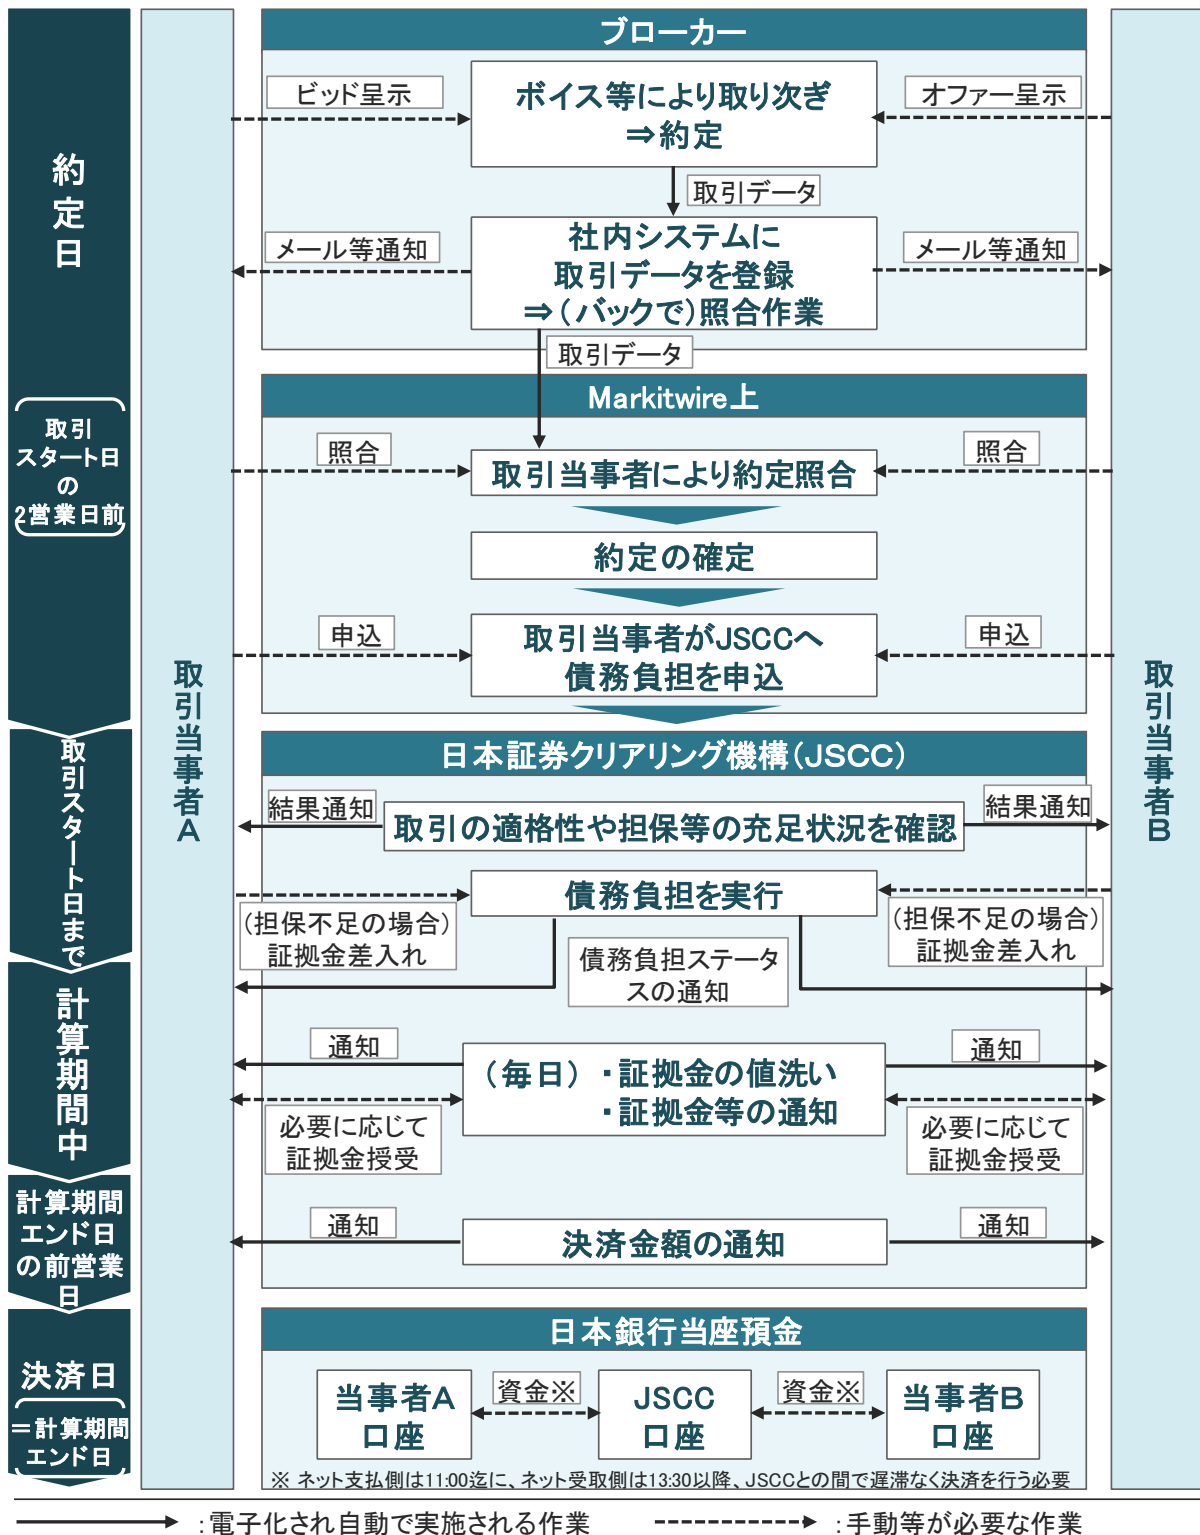 ブローカー
ビッド呈示
ボイス等により取り次ぎ
⇒約定
オファー呈示
約定日
取引データ
メール等通知
社内システムに
取引データを登録
⇒(バックで)照合作業
メール等通知
取引データ
Markitwire上
取引
スタート日
の
2営業日前
照合
取引当事者により約定照合
照合
約定の確定
申込
取引当事者がJSCCへ
債務負担を申込
申込
取引当事者A
取引当事者B
取引スタート日まで
日本証券クリアリング機構(JSCC)
結果通知
取引の適格性や担保等の充足状況を確認
結果通知
債務負担を実行
(担保不足の場合)
証拠金差入れ
(担保不足の場合)
証拠金差入れ
債務負担ステータ
スの通知
計算期間中
通知
(毎日)・証拠金の値洗い
・証拠金等の通知
通知
必要に応じて
証拠金授受
必要に応じて
証拠金授受
計算期間
エンド日
の前営業
日
通知
決済金額の通知
通知
日本銀行当座預金
決済日
=計算期間
エンド日
当事者A
口座
資金※
JSCC
口座
資金※
当事者B
口座
※ ネット支払側は11:00迄に、ネット受取側は13:30以降、JSCCとの間で遅滞なく決済を行う必要
:電子化され自動で実施される作業
:手動等が必要な作業